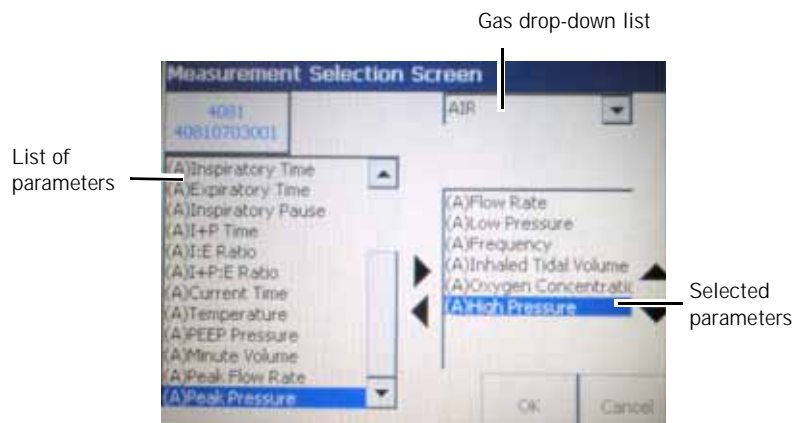 Gas drop-down list
Measurement Selection Screen
4081
40810703001
AIR
List of
parameters
(A)Inspiratory Time
(A)Expiratory Time
(A)Inspiratory Pause
(A)I+P Time
(A)I:E Ratio
(A)I+P:E Ratio
(A)Current Time
(A)Temperature
(A)PEEP Pressure
(A)Minute Volume
(A)Peak Flow Rate
(A)Peak Pressure
(A)Flow Rate
(A)Low Pressure
(A)Frequency
(A)Inhaled Tidal Volume
(A)Oxygen Concentratic
(A)High Pressure
Selected
parameters
OK
Cancel